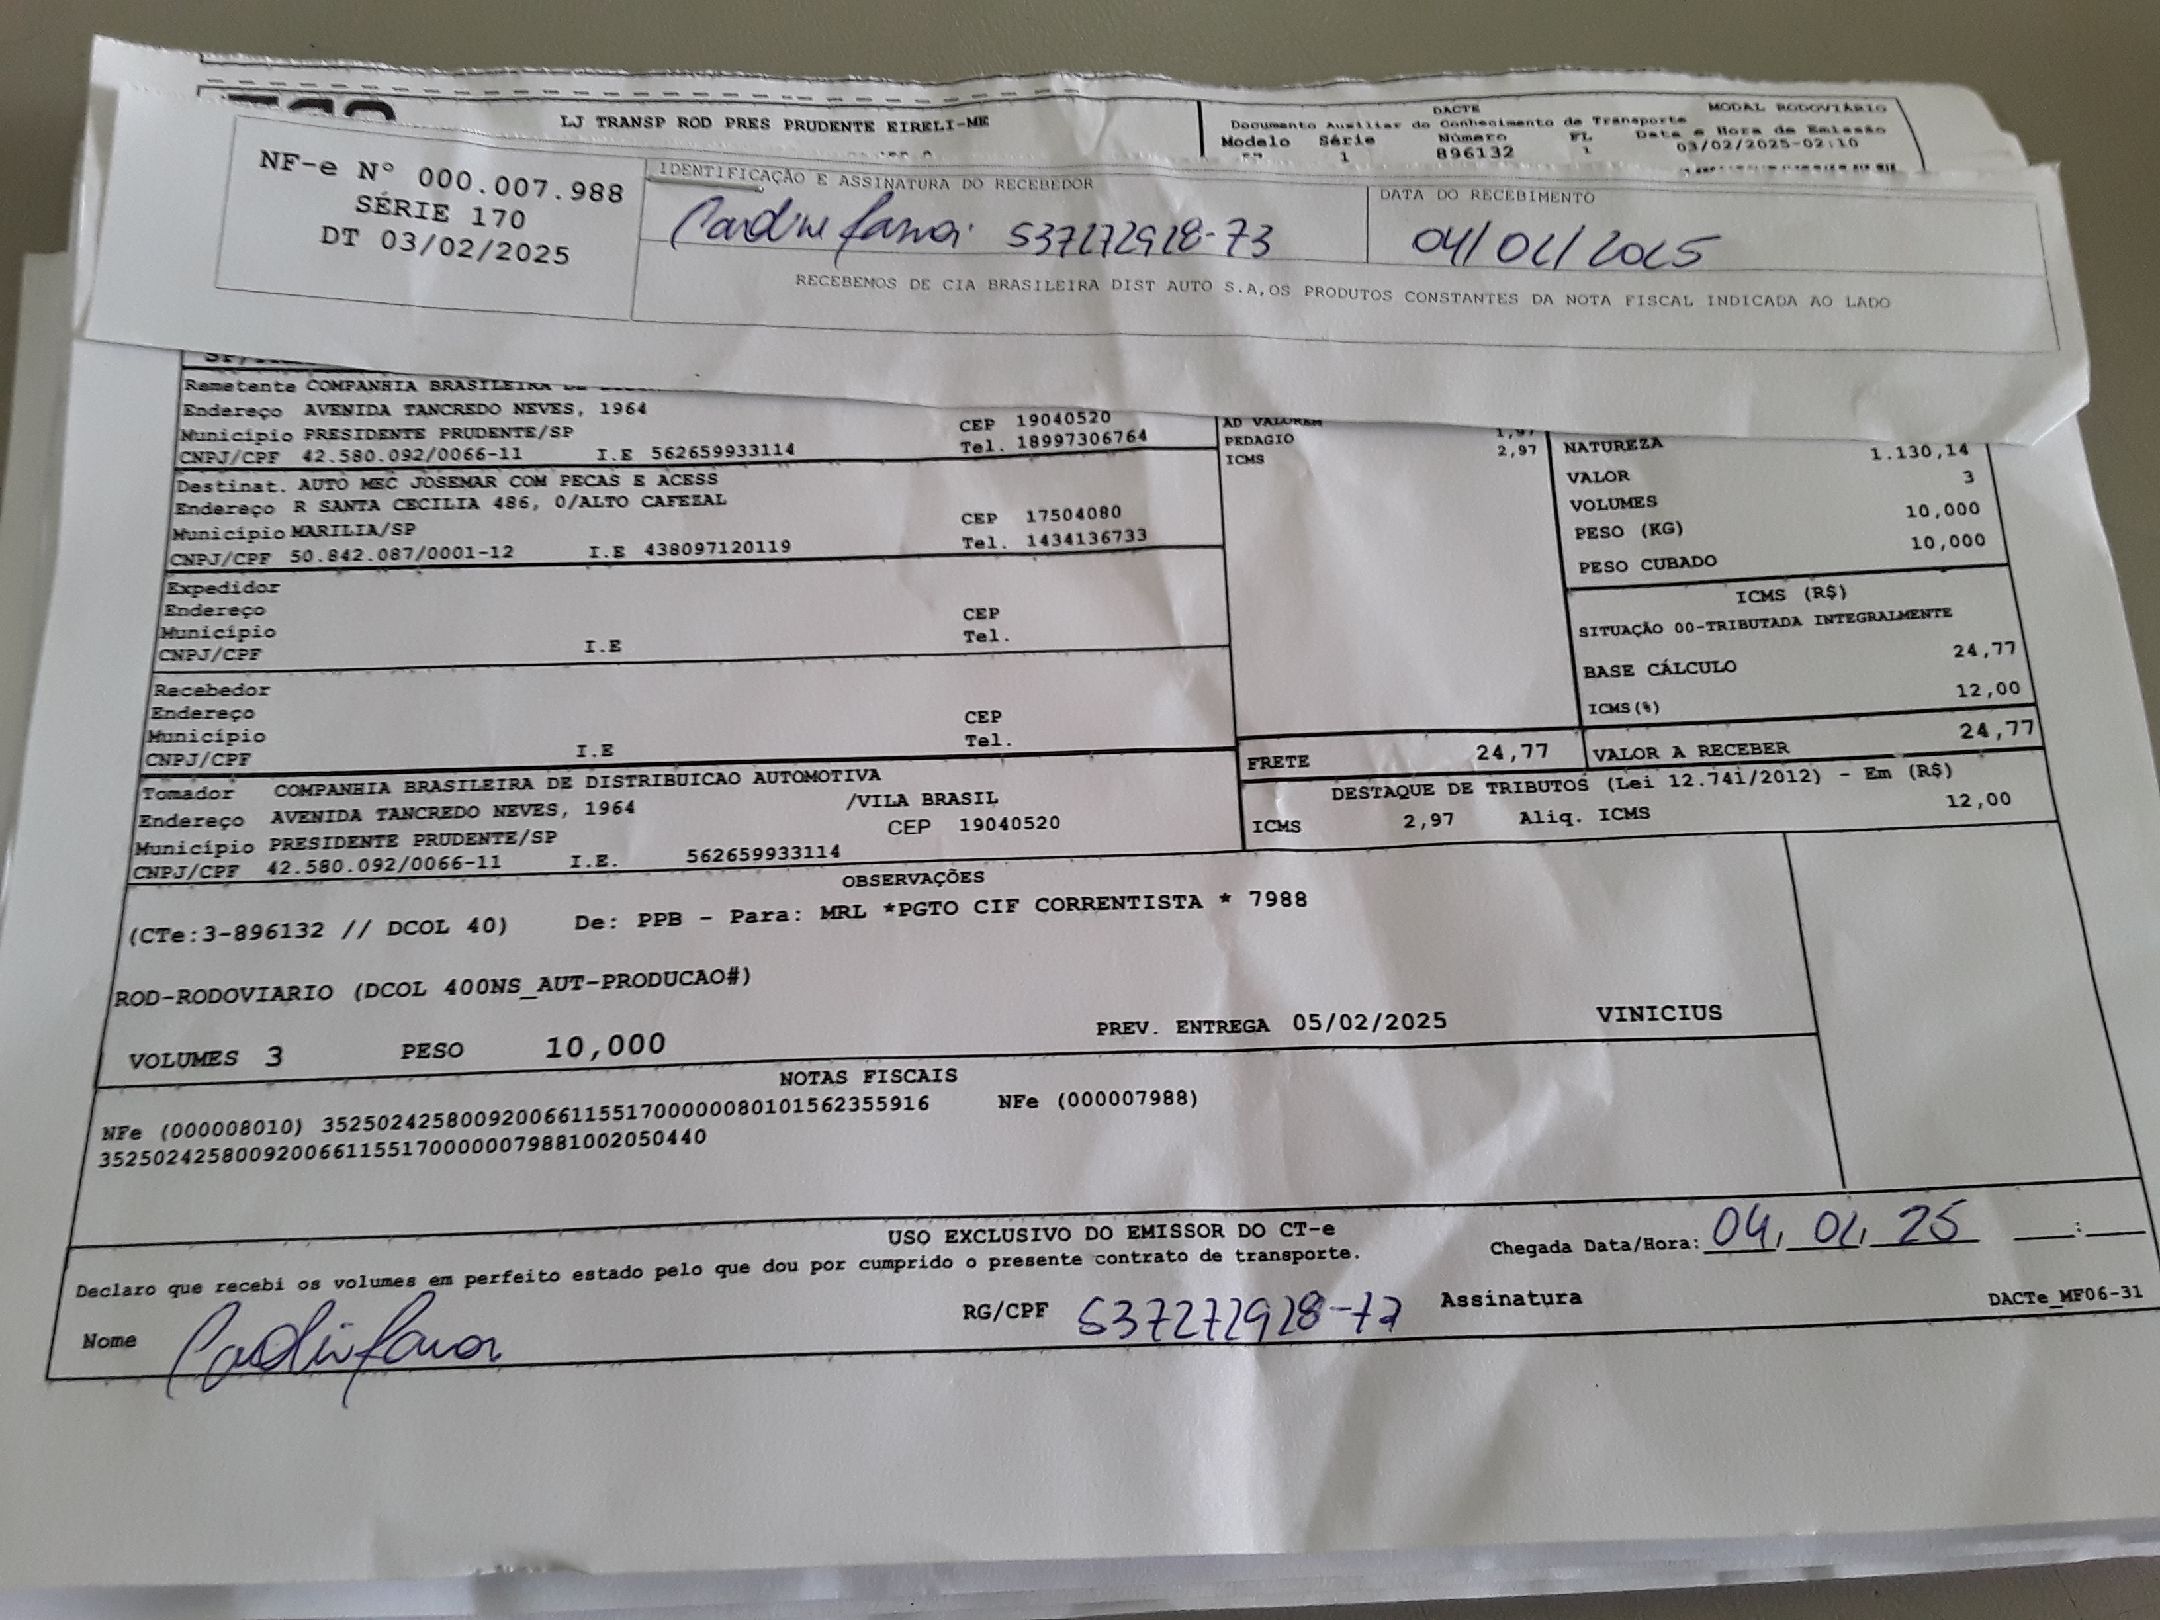 LJ TRANSP ROD PRES PRUDENTE EIRELI-ME
DACTE
MODAL RODOVIÁRIO
Documento Auxiliar do Conhecimento de Transporte
Modelo Série Número FL Data e Hora de Emissão
1 896132 1 03/02/2025-02:10
NF-e Nº 000.007.988
SÉRIE 170
DT 03/02/2025
IDENTIFICAÇÃO E ASSINATURA DO RECEBEDOR
537272928-73
DATA DO RECEBIMENTO
04/02/2025
RECEBEMOS DE CIA BRASILEIRA DIST AUTO S.A,OS PRODUTOS CONSTANTES DA NOTA FISCAL INDICADA AO LADO
Remetente COMPANHIA BRASILEIRA
Endereço AVENIDA TANCREDO NEVES, 1964 CEP 19040520
Município PRESIDENTE PRUDENTE/SP Tel. 18997306764
CNPJ/CPF 42.580.092/0066-11 I.E 562659933114
Destinat. AUTO MEC JOSEMAR COM PECAS E ACESS
Endereço R SANTA CECILIA 486, 0/ALTO CAFEZAL
Município MARILIA/SP CEP 17504080
CNPJ/CPF 50.842.087/0001-12 I.E 438097120119 Tel. 1434136733
Expedidor
Endereço CEP
Município Tel.
CNPJ/CPF I.E
Recebedor
Endereço CEP
Município Tel.
CNPJ/CPF I.E
Tomador COMPANHIA BRASILEIRA DE DISTRIBUICAO AUTOMOTIVA
Endereço AVENIDA TANCREDO NEVES, 1964 /VILA BRASIL
Município PRESIDENTE PRUDENTE/SP CEP 19040520
CNPJ/CPF 42.580.092/0066-11 I.E. 562659933114
AD VALOREM
PEDAGIO 1,97
ICMS 2,97
NATUREZA
VALOR 1.130,14
VOLUMES 3
PESO (KG) 10,000
PESO CUBADO 10,000
ICMS (R$)
SITUAÇÃO 00-TRIBUTADA INTEGRALMENTE
BASE CÁLCULO 24,77
ICMS(%) 12,00
FRETE 24,77 VALOR A RECEBER 24,77
DESTAQUE DE TRIBUTOS (Lei 12.741/2012) - Em (R$)
ICMS 2,97 Aliq. ICMS 12,00
OBSERVAÇÕES
(CTe:3-896132 // DCOL 40) De: PPB - Para: MRL *PGTO CIF CORRENTISTA * 7988
ROD-RODOVIARIO (DCOL 400NS_AUT-PRODUCAO#)
VOLUMES 3 PESO 10,000 PREV. ENTREGA 05/02/2025 VINICIUS
NOTAS FISCAIS
NFe (000008010) 35250242580092006611551700000080101562355916 NFe (000007988)
35250242580092006611551700000079881002050440
USO EXCLUSIVO DO EMISSOR DO CT-e
Declaro que recebi os volumes em perfeito estado pelo que dou por cumprido o presente contrato de transporte.
Chegada Data/Hora: 04, 02, 25 __:__
Nome
RG/CPF 537272928-73 Assinatura
DACTe_MF06-31